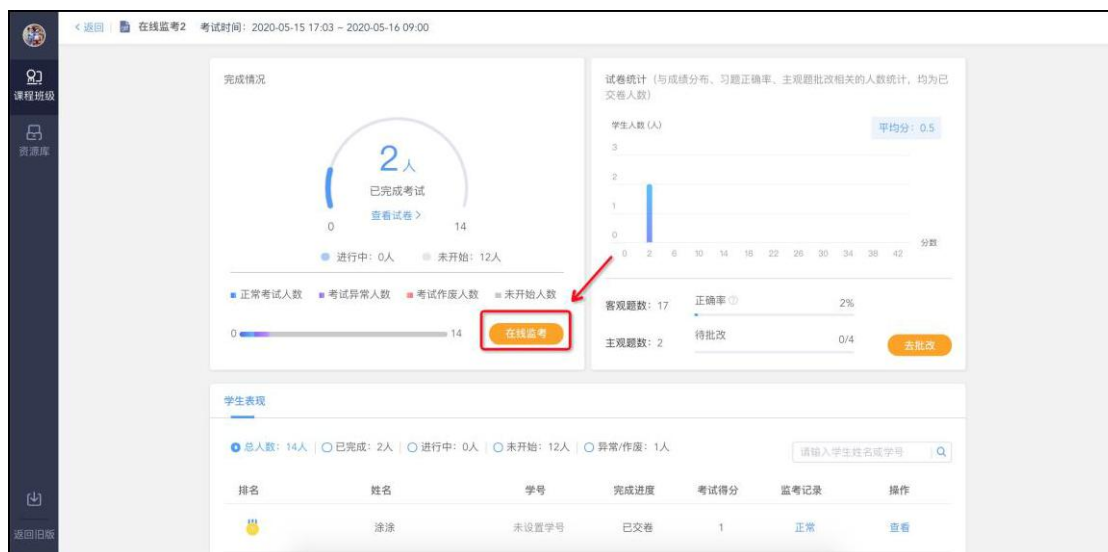 < 返回
在线监考2 考试时间：2020-05-15 17:03 ~ 2020-05-16 09:00
课程班级
资源库
返回旧版
完成情况
2人
已完成考试
查看试卷 >
0 14
进行中：0人 未开始：12人
正常考试人数 考试异常人数 考试作废人数 未开始人数
0 14
在线监考
试卷统计（与成绩分布、习题正确率、主观题批改相关的人数统计，均为已
交卷人数）
学生人数（人）
平均分：0.5
3
2
1
0
0 2 6 10 14 18 22 26 30 34 38 42
分数
客观题数：17 正确率 2%
主观题数：2 待批改 0/4
去批改
学生表现
总人数：14人 已完成：2人 进行中：0人 未开始：12人 异常/作废：1人
请输入学生姓名或学号
排名 姓名 学号 完成进度 考试得分 监考记录 操作
涂涂 未设置学号 已交卷 1 正常 查看